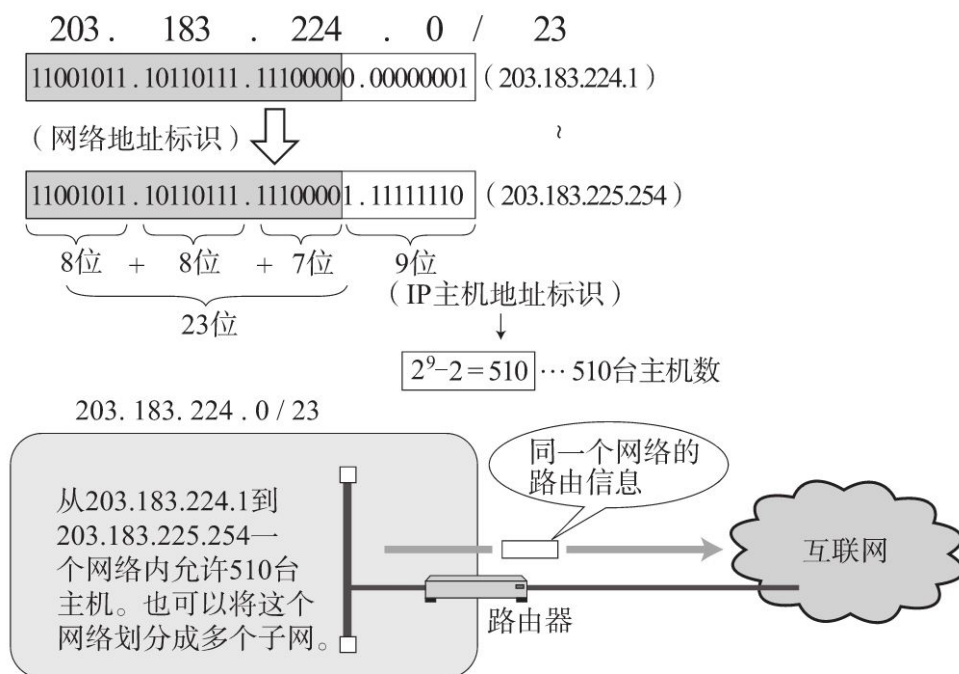 203. 183 . 224 . 0 / 23
11001011.10110111.11100000.00000001 (203.183.224.1)
(网络地址标识) ~
11001011.10110111.11100001.11111110 (203.183.225.254)
8位 + 8位 + 7位 9位
(IP主机地址标识)
23位
2⁹-2=510 … 510台主机数
203. 183. 224 . 0 / 23
同一个网络的
路由信息
从203.183.224.1到
203.183.225.254一
个网络内允许510台
主机。也可以将这个
网络划分成多个子网。
互联网
路由器